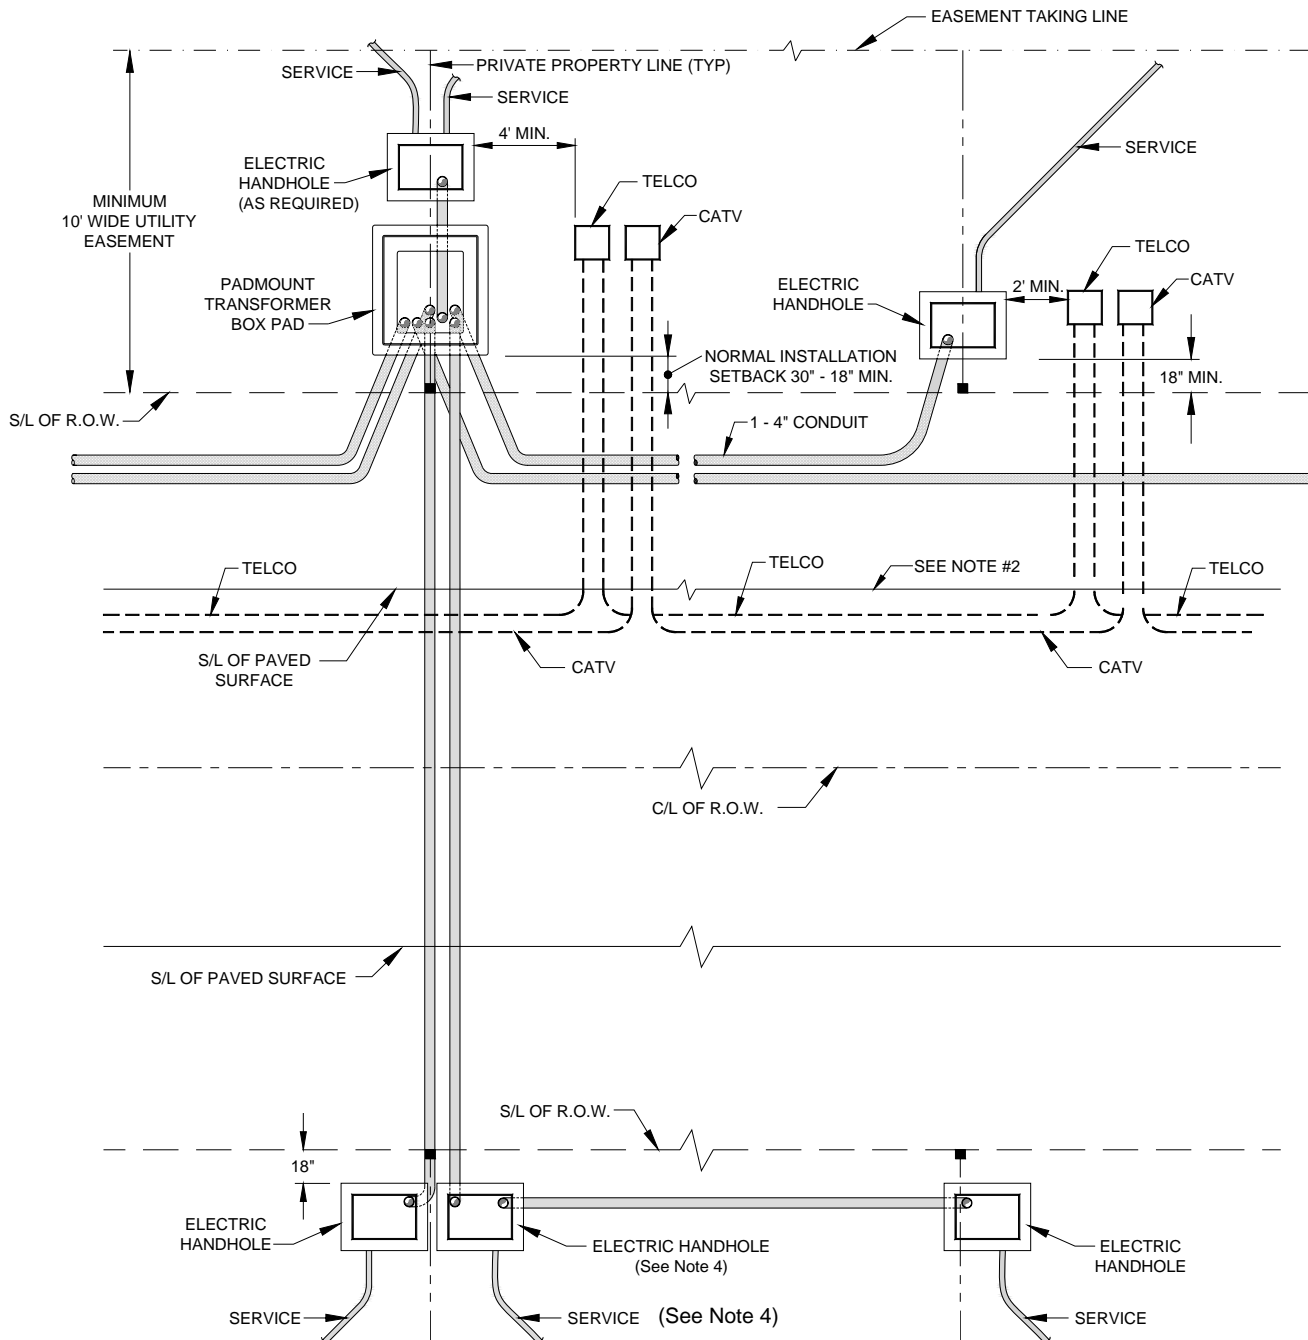 EASEMENT TAKING LINE
SERVICE
PRIVATE PROPERTY LINE (TYP)
SERVICE
4' MIN.
SERVICE
ELECTRIC
HANDHOLE
(AS REQUIRED)
TELCO
CATV
MINIMUM
10' WIDE UTILITY
EASEMENT
TELCO
CATV
PADMOUNT
TRANSFORMER
BOX PAD
ELECTRIC
HANDHOLE
2' MIN.
NORMAL INSTALLATION
SETBACK 30" - 18" MIN.
18" MIN.
S/L OF R.O.W.
1 - 4" CONDUIT
TELCO
TELCO
SEE NOTE #2
TELCO
S/L OF PAVED
SURFACE
CATV
CATV
C/L OF R.O.W.
S/L OF PAVED SURFACE
S/L OF R.O.W.
18"
ELECTRIC
HANDHOLE
ELECTRIC HANDHOLE
(See Note 4)
ELECTRIC
HANDHOLE
SERVICE
SERVICE
(See Note 4)
SERVICE